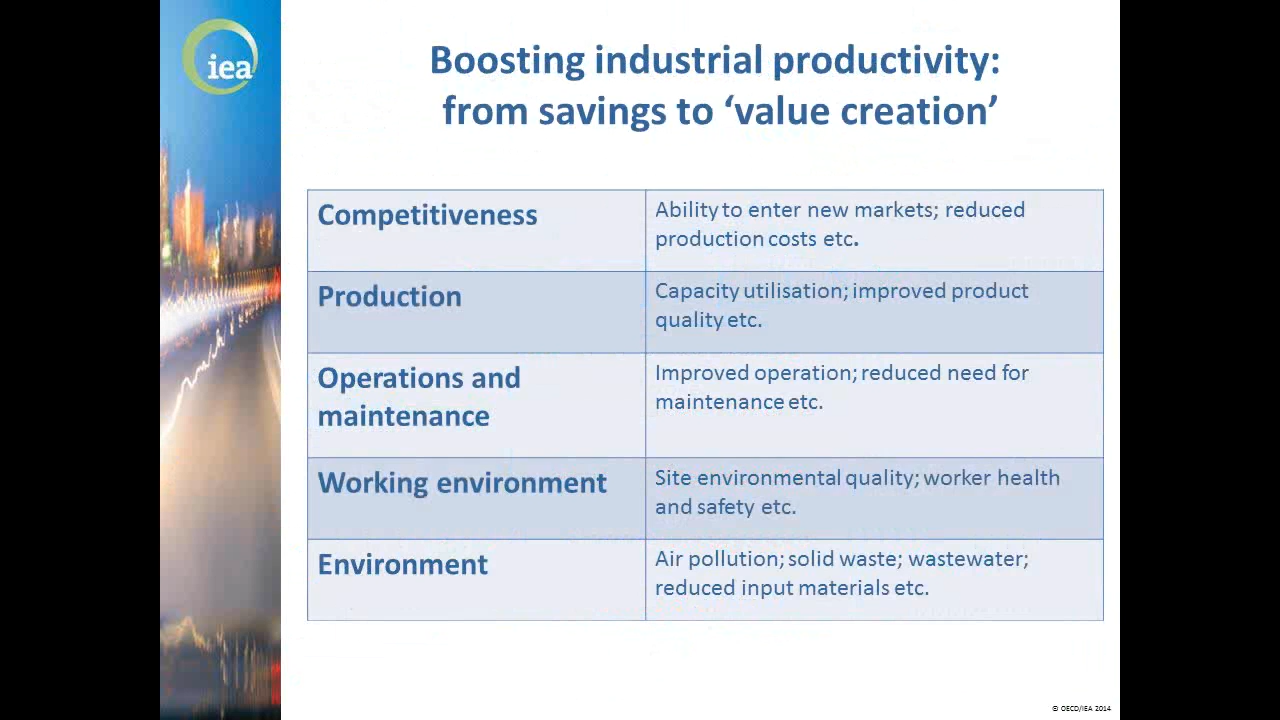 iea
Boosting industrial productivity:
from savings to ‘value creation’
Competitiveness
Ability to enter new markets; reduced
production costs etc.
Production
Capacity utilisation; improved product
quality etc.
Operations and
maintenance
Improved operation; reduced need for
maintenance etc.
Working environment
Site environmental quality; worker health
and safety etc.
Environment
Air pollution; solid waste; wastewater;
reduced input materials etc.
© OECD/IEA 2014